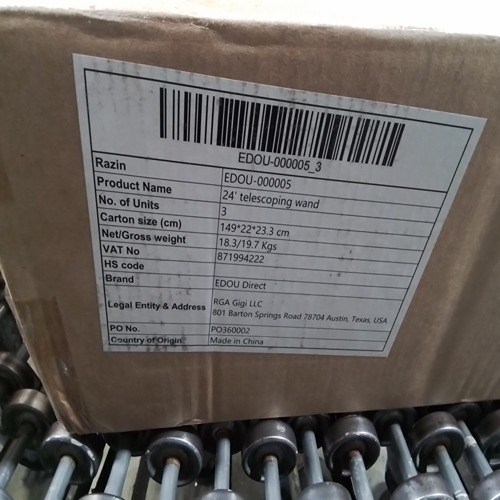 EDOU-000005_3
Razin EDOU-000005
Product Name 24' telescoping wand
No. of Units 3
Carton size (cm) 149*22*23.3 cm
Net/Gross weight 18.3/19.7 Kgs
VAT No 871994222
HS code
Brand EDOU Direct
Legal Entity & Address RGA Gigi LLC
801 Barton Springs Road 78704 Austin, Texas, USA
PO No. PO360002
Country of Origin Made in China